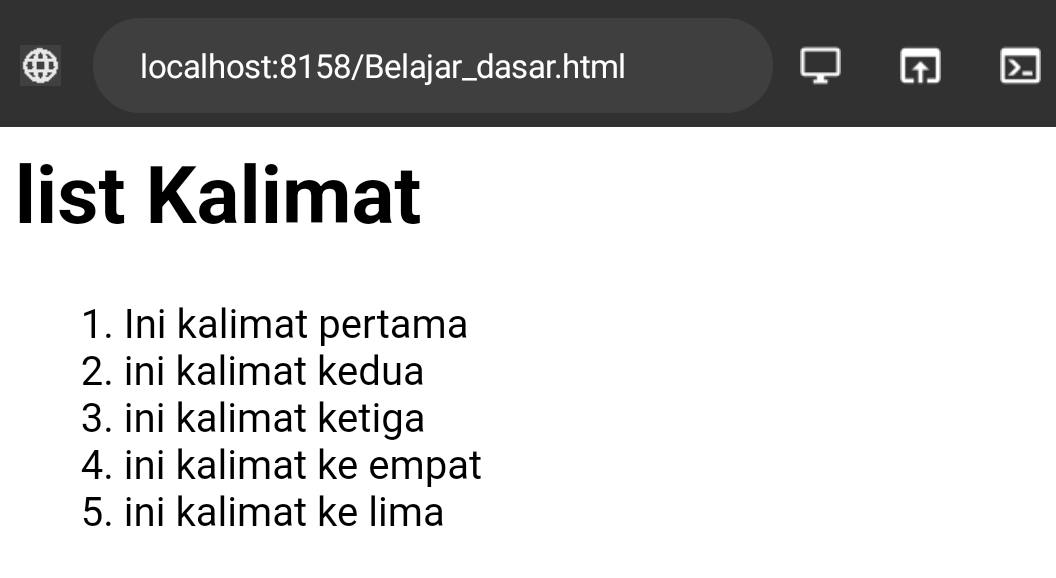 localhost:8158/Belajar_dasar.html
list Kalimat
1. Ini kalimat pertama
2. ini kalimat kedua
3. ini kalimat ketiga
4. ini kalimat ke empat
5. ini kalimat ke lima